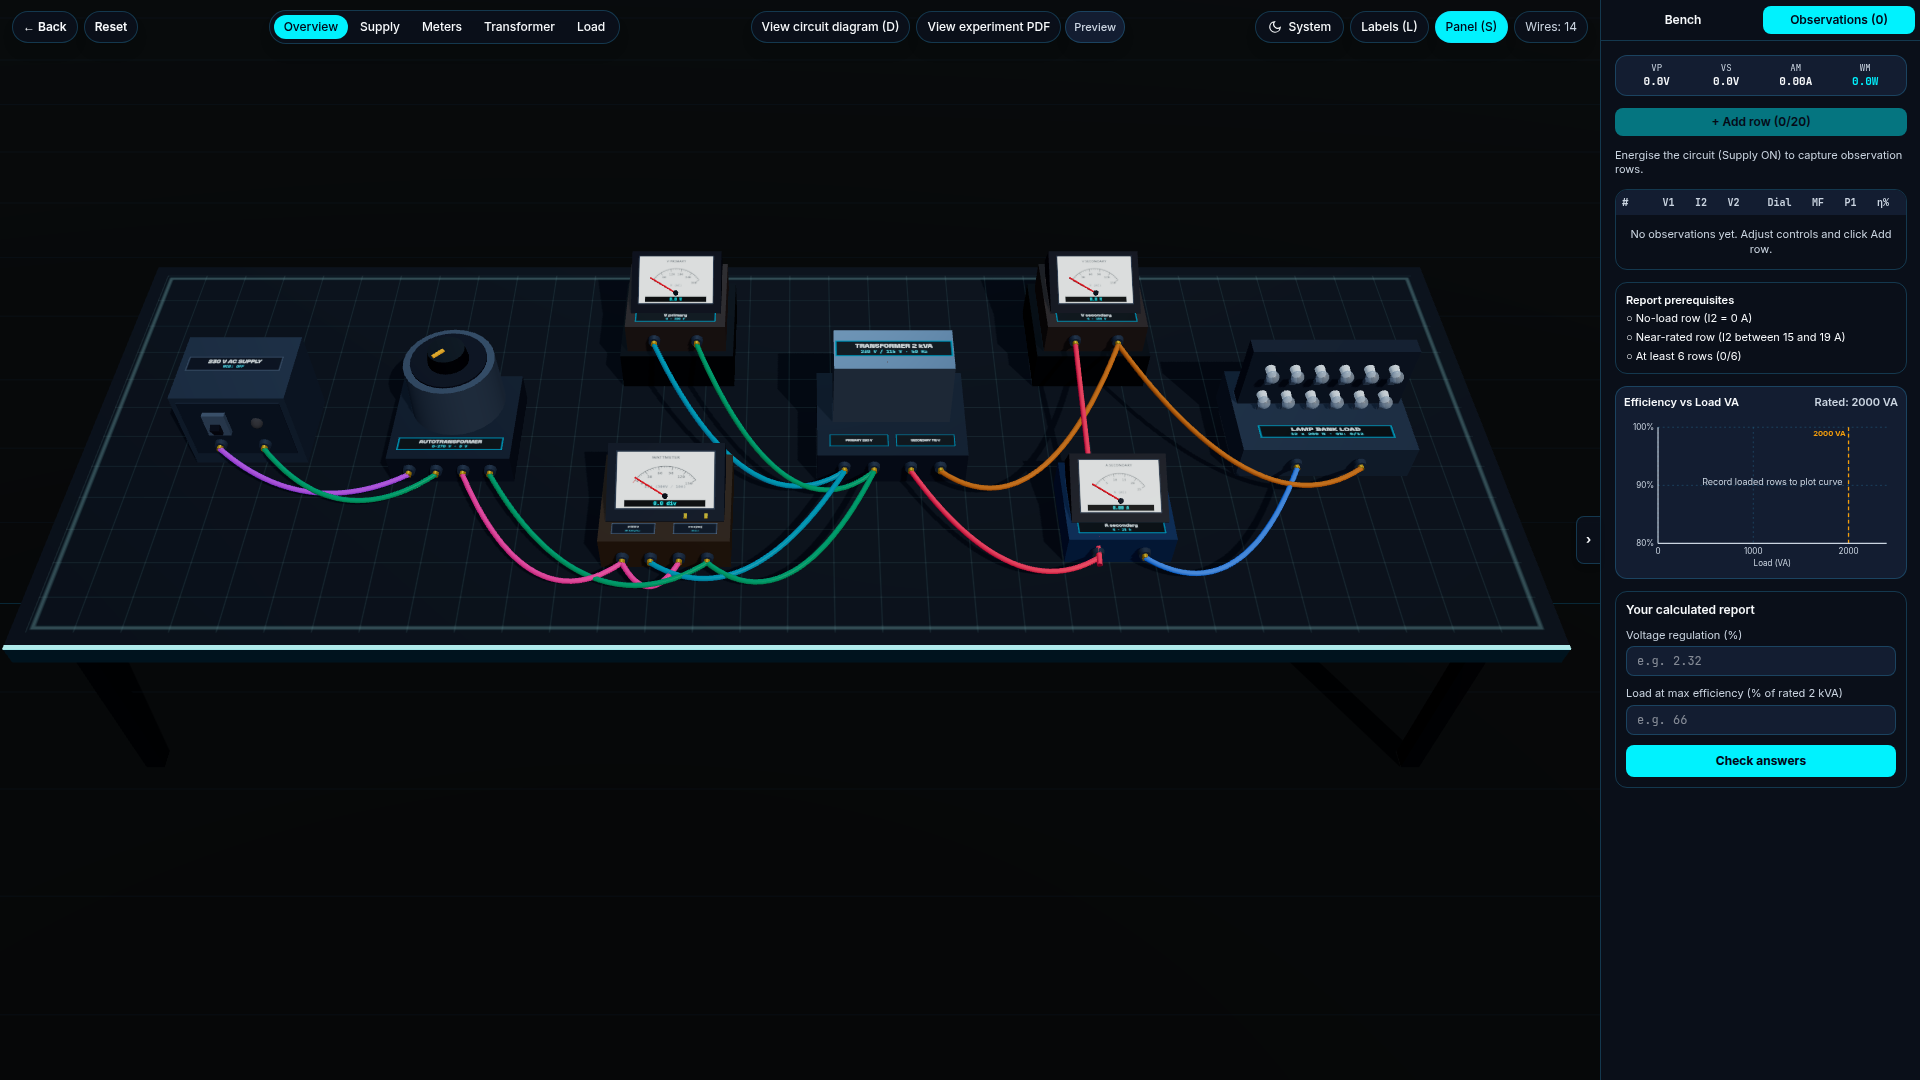 ← Back
Reset
Overview
Supply
Meters
Transformer
Load
View circuit diagram (D)
View experiment PDF
Preview
System
Labels (L)
Panel (S)
Wires: 14
Bench
Observations (0)
VP
VS
AM
WM
0.0V
0.0V
0.00A
0.0W
+ Add row (0/20)
Energise the circuit (Supply ON) to capture observation
rows.
# V1 I2 V2 Dial MF P1 η%
No observations yet. Adjust controls and click Add
row.
Report prerequisites
○ No-load row (I2 = 0 A)
○ Near-rated row (I2 between 15 and 19 A)
○ At least 6 rows (0/6)
Efficiency vs Load VA
Rated: 2000 VA
100%
2000 VA
90%
Record loaded rows to plot curve
80%
0
1000
2000
Load (VA)
Your calculated report
Voltage regulation (%)
e.g. 2.32
Load at max efficiency (% of rated 2 kVA)
e.g. 66
Check answers
›
230 V AC SUPPLY
AUTOTRANSFORMER
TRANSFORMER 2 kVA
LAMP BANK LOAD
V secondary
A secondary